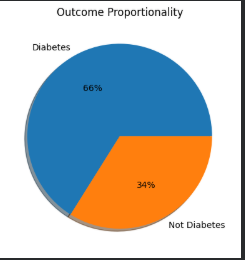 Outcome Proportionality
Diabetes
66%
34%
Not Diabetes